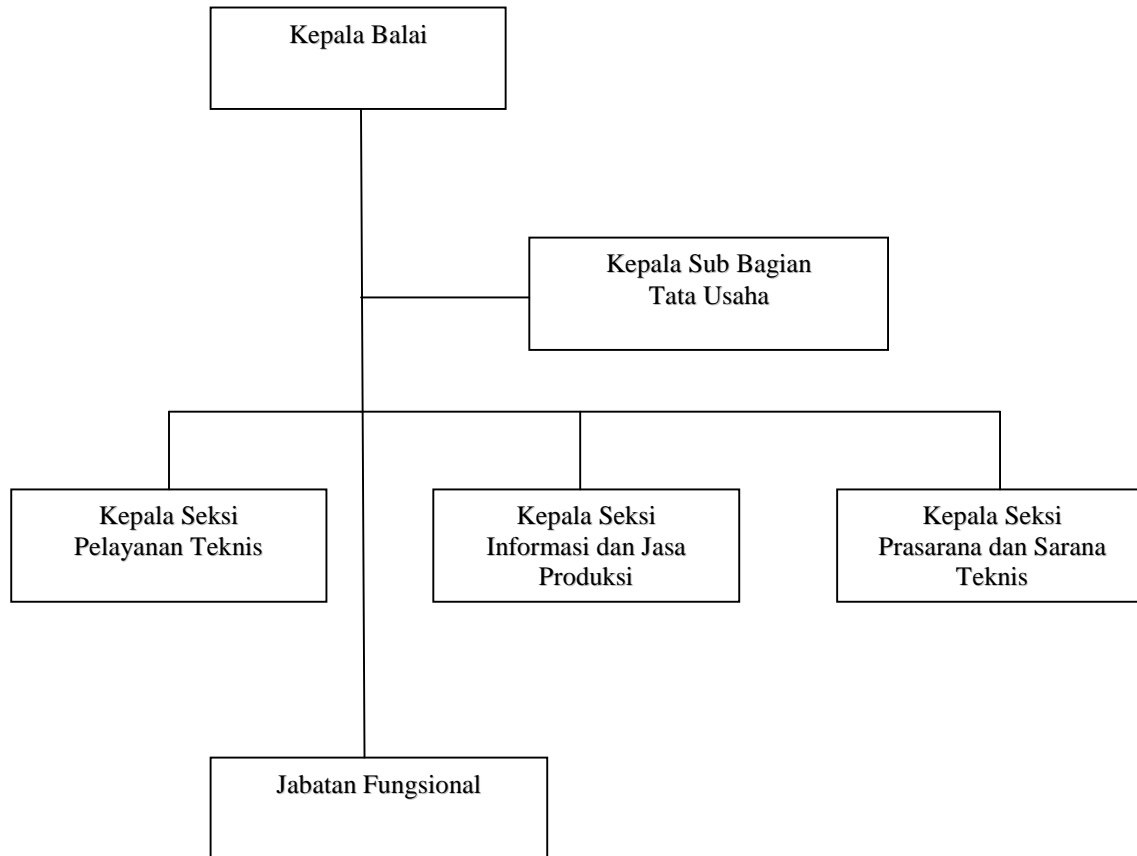 Kepala Balai
Kepala Sub Bagian
Tata Usaha
Kepala Seksi
Pelayanan Teknis
Kepala Seksi
Informasi dan Jasa
Produksi
Kepala Seksi
Prasarana dan Sarana
Teknis
Jabatan Fungsional